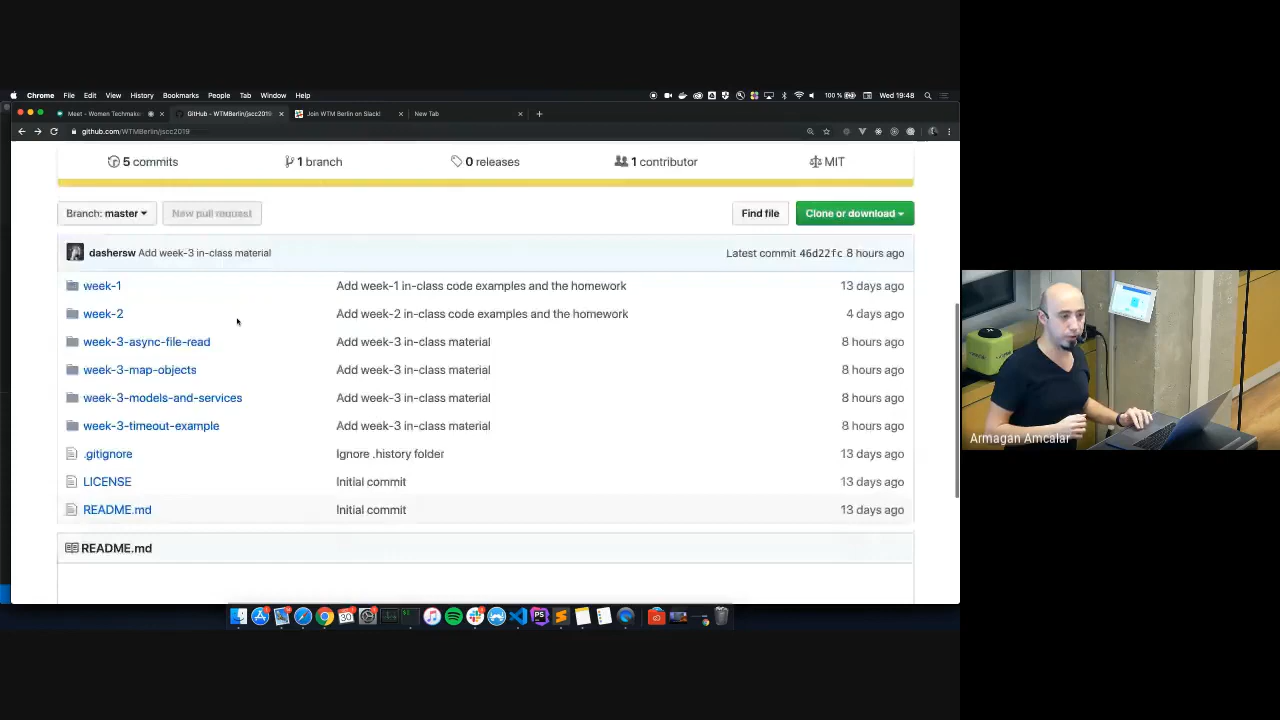 Chrome File Edit View History Bookmarks People Tab Window Help 100% Wed 19:48
Meet - Women Techmakers GitHub - WTMBerlin/jscc2019 Join WTM Berlin on Slack! New Tab
github.com/WTMBerlin/jscc2019
5 commits 1 branch 0 releases 1 contributor MIT
Branch: master New pull request Find file Clone or download
dashersw Add week-3 in-class material Latest commit 46d22fc 8 hours ago
week-1 Add week-1 in-class code examples and the homework 13 days ago
week-2 Add week-2 in-class code examples and the homework 4 days ago
week-3-async-file-read Add week-3 in-class material 8 hours ago
week-3-map-objects Add week-3 in-class material 8 hours ago
week-3-models-and-services Add week-3 in-class material 8 hours ago
week-3-timeout-example Add week-3 in-class material 8 hours ago
.gitignore Ignore .history folder 13 days ago
LICENSE Initial commit 13 days ago
README.md Initial commit 13 days ago
README.md
30
PS
Armagan Amcalar